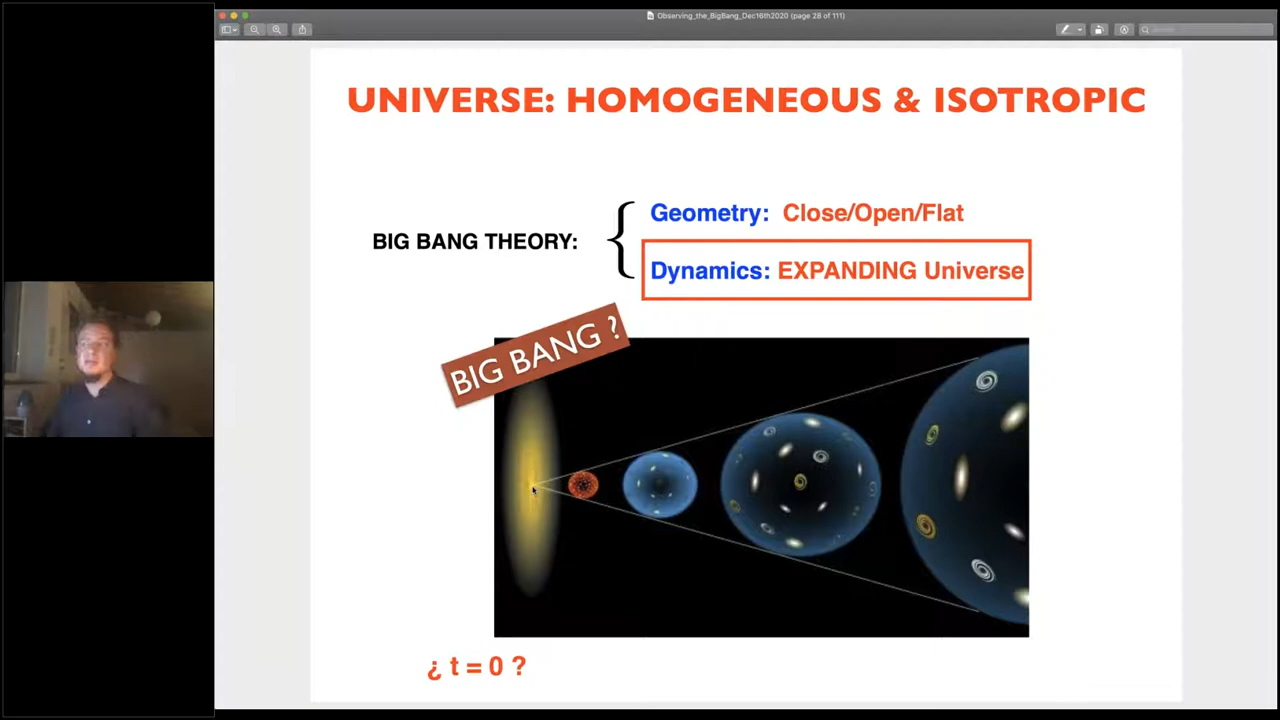 Observing_the_BigBang_Dec16th2020 (page 28 of 111)
UNIVERSE: HOMOGENEOUS & ISOTROPIC
BIG BANG THEORY:
Geometry: Close/Open/Flat
Dynamics: EXPANDING Universe
BIG BANG ?
¿ t = 0 ?